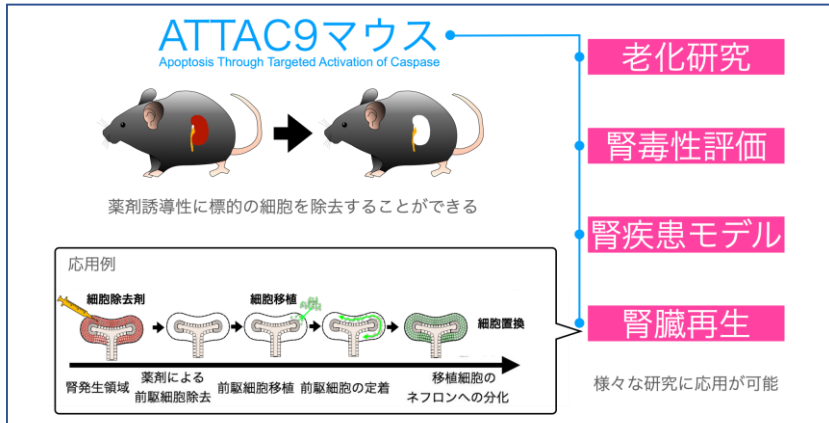 ATTAC9マウス
Apoptosis Through Targeted Activation of Caspase
薬剤誘導性に標的の細胞を除去することができる
老化研究
腎毒性評価
腎疾患モデル
腎臓再生
様々な研究に応用が可能
応用例
細胞除去剤
細胞移植
細胞置換
腎発生領域
薬剤による
前駆細胞除去
前駆細胞移植
前駆細胞の定着
移植細胞の
ネフロンへの分化